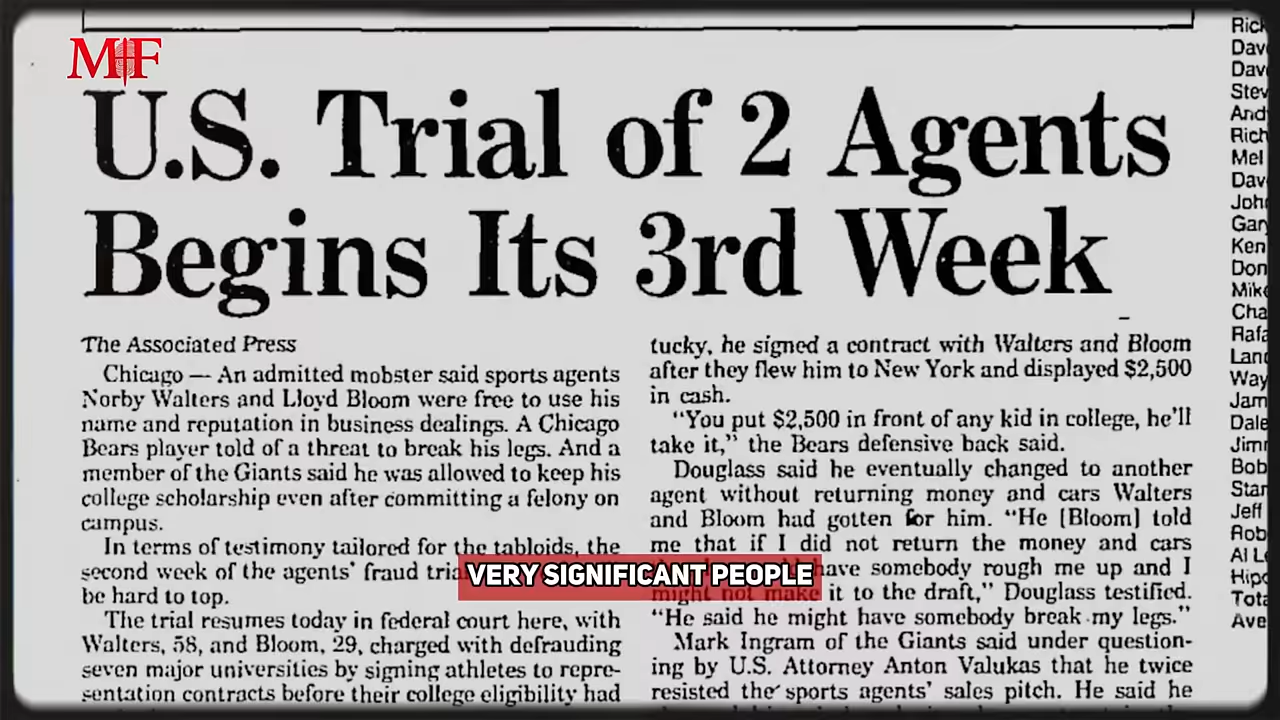 MF
U.S. Trial of 2 Agents
Begins Its 3rd Week
The Associated Press
Chicago — An admitted mobster said sports agents
Norby Walters and Lloyd Bloom were free to use his
name and reputation in business dealings. A Chicago
Bears player told of a threat to break his legs. And a
member of the Giants said he was allowed to keep his
college scholarship even after committing a felony on
campus.
In terms of testimony tailored for the tabloids, the
second week of the agents' fraud
be hard to top.
The trial resumes today in federal court here, with
Walters, 58, and Bloom, 29, charged with defrauding
seven major universities by signing athletes to repre-
sentation contracts before their college eligibility had
tucky, he signed a contract with Walters and Bloom
after they flew him to New York and displayed $2,500
in cash.
"You put $2,500 in front of any kid in college, he'll
take it," the Bears defensive back said.
Douglass said he eventually changed to another
agent without returning money and cars Walters
and Bloom had gotten for him. "He [Bloom] told
me that if I did not return the money and cars
have somebody rough me up and I
might not make it to the draft," Douglass testified.
"He said he might have somebody break my legs."
Mark Ingram of the Giants said under question-
ing by U.S. Attorney Anton Valukas that he twice
resisted the sports agents' sales pitch. He said he
VERY SIGNIFICANT PEOPLE
Dav
Dav
Stev
And
Rich
Mel
Dav
Gary
Ken
Don
Mike
Cha
Rafa
Way
Jam
Dale
Bob
Jeff
Rob
Tota
Ave